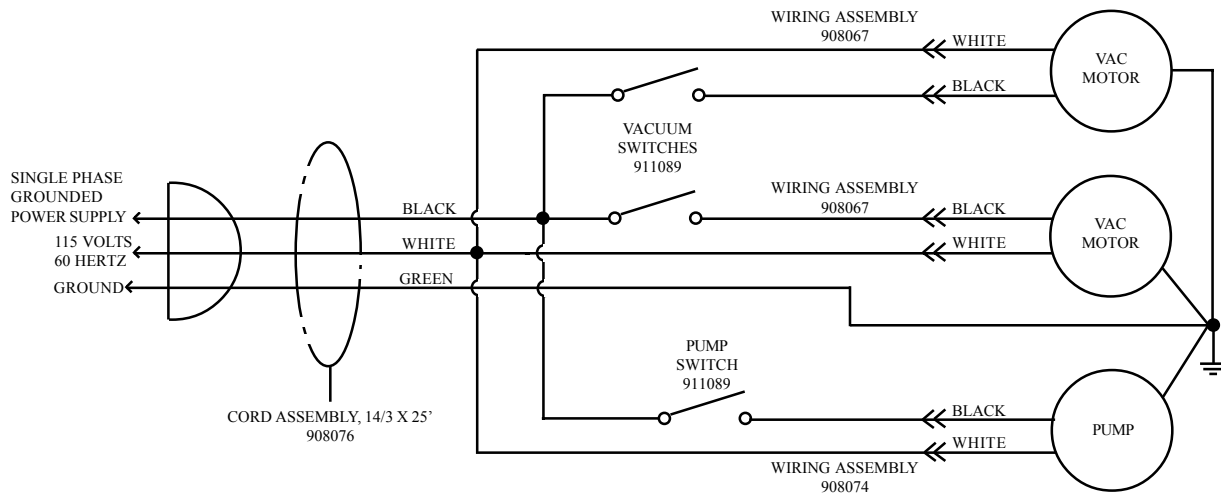 WIRING ASSEMBLY
908067
WHITE
VAC
MOTOR
BLACK
VACUUM
SWITCHES
911089
SINGLE PHASE
GROUNDED
POWER SUPPLY
BLACK
WIRING ASSEMBLY
908067
BLACK
VAC
MOTOR
115 VOLTS
60 HERTZ
WHITE
WHITE
GROUND
GREEN
PUMP
SWITCH
911089
CORD ASSEMBLY, 14/3 X 25’
908076
BLACK
PUMP
WHITE
WIRING ASSEMBLY
908074